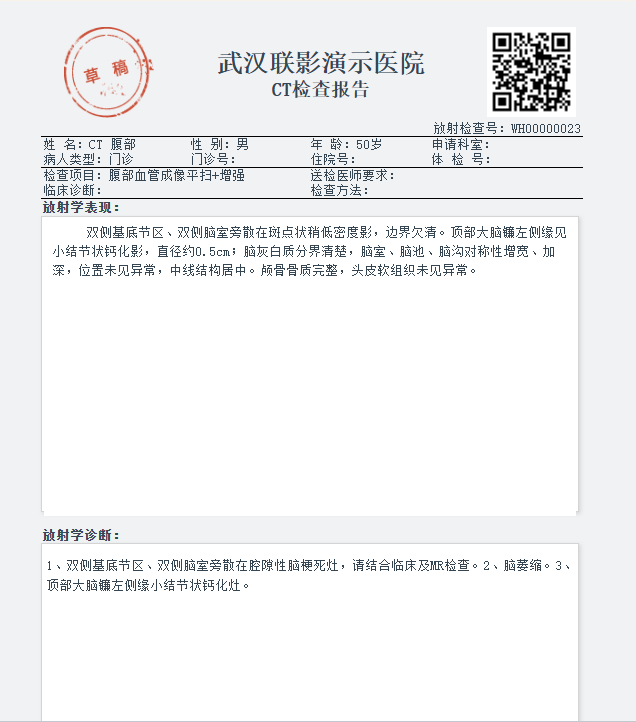 草 稿
武汉联影演示医院
CT检查报告
放射检查号：WH00000023
姓 名：CT 腹部 性 别：男 年 龄：50岁 申请科室：
病人类型：门诊 门诊号： 住院号： 体 检 号：
检查项目：腹部血管成像平扫+增强 送检医师要求：
临床诊断： 检查方法：
放射学表现：
双侧基底节区、双侧脑室旁散在斑点状稍低密度影，边界欠清。顶部大脑镰左侧缘见
小结节状钙化影，直径约0.5cm；脑灰白质分界清楚，脑室、脑池、脑沟对称性增宽、加
深，位置未见异常，中线结构居中。颅骨骨质完整，头皮软组织未见异常。
放射学诊断：
1、双侧基底节区、双侧脑室旁散在腔隙性脑梗死灶，请结合临床及MR检查。2、脑萎缩。3、
顶部大脑镰左侧缘小结节状钙化灶。